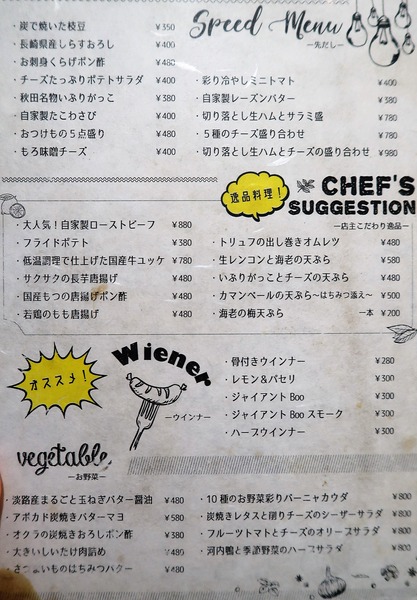 Speed Menu
ー先だしー
・炭で焼いた枝豆 ¥350
・長崎県産しらすおろし ¥400
・お刺身くらげポン酢 ¥480
・チーズたっぷりポテトサラダ ¥400
・秋田名物いぶりがっこ ¥380
・自家製たこわさび ¥400
・おつけもの5点盛り ¥480
・もろ味噌チーズ ¥400
・彩り冷やしミニトマト ¥400
・自家製レーズンバター ¥380
・切り落とし生ハムとサラミ盛 ¥780
・5種のチーズ盛り合わせ ¥780
・切り落とし生ハムとチーズの盛り合わせ ¥980
逸品料理!
CHEF'S
SUGGESTION
ー店主こだわり逸品ー
・大人気!自家製ローストビーフ ¥880
・フライドポテト ¥380
・低温調理で仕上げた国産牛ユッケ ¥780
・サクサクの長芋唐揚げ ¥480
・国産もつの唐揚げポン酢 ¥480
・若鶏のもも唐揚げ ¥480
・トリュフの出し巻きオムレツ ¥480
・生レンコンと海老の天ぷら ¥580
・いぶりがっことチーズの天ぷら ¥480
・カマンベールの天ぷら〜はちみつ添え〜 ¥500
・海老の梅天ぷら 一本 ¥200
オススメ!
Wiener
ーウインナー
・骨付きウインナー ¥280
・レモン&パセリ ¥300
・ジャイアント Boo ¥300
・ジャイアント Boo スモーク ¥300
・ハーブウインナー ¥300
vegetable
ーお野菜ー
・淡路産まるごと玉ねぎバター醤油 ¥480
・アボカド炭焼きバターマヨ ¥580
・オクラの炭焼きおろしポン酢 ¥380
・大きいしいたけ肉詰め ¥480
・さつまいものはちみつバター ¥480
・10種のお野菜彩りバーニャカウダ ¥800
・炭焼きレタスと削りチーズのシーザーサラダ ¥800
・フルーツトマトとチーズのオリーブサラダ ¥800
・河内鴨と季節野菜のハーブサラダ ¥800